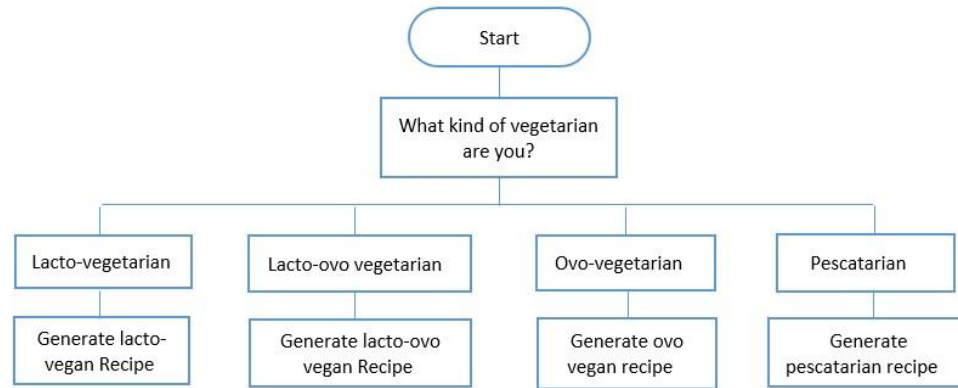 Start
What kind of vegetarian
are you?
Lacto-vegetarian
Lacto-ovo vegetarian
Ovo-vegetarian
Pescatarian
Generate lacto-
vegan Recipe
Generate lacto-ovo
vegan Recipe
Generate ovo
vegan recipe
Generate
pescatarian recipe